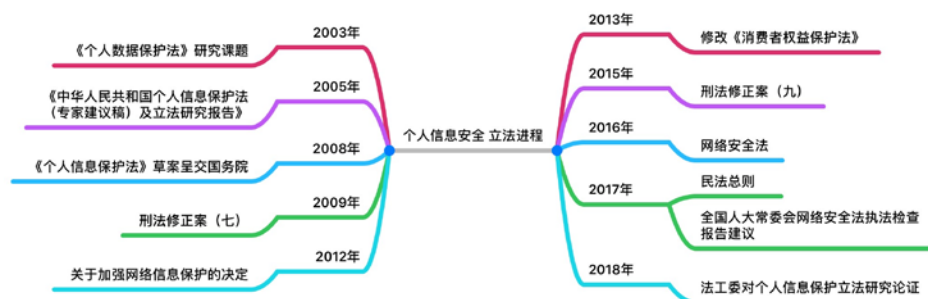 个人信息安全 立法进程
2003年
《个人数据保护法》研究课题
2005年
《中华人民共和国个人信息保护法
（专家建议稿）及立法研究报告》
2008年
《个人信息保护法》草案呈交国务院
2009年
刑法修正案（七）
2012年
关于加强网络信息保护的决定
2013年
修改《消费者权益保护法》
2015年
刑法修正案（九）
2016年
网络安全法
2017年
民法总则
全国人大常委会网络安全法执法检查
报告建议
2018年
法工委对个人信息保护立法研究论证